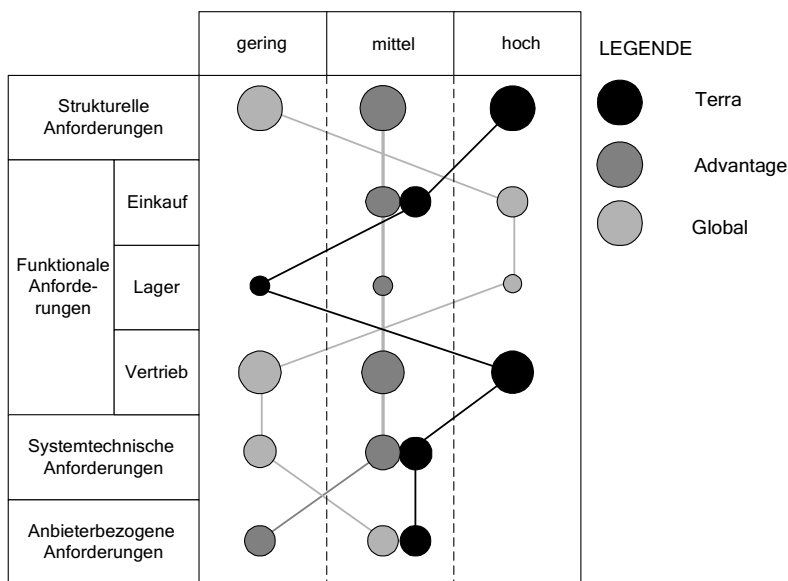 gering
mittel
hoch
LEGENDE
Strukturelle
Anforderungen
Terra
Advantage
Global
Funktionale
Anforde-
rungen
Einkauf
Lager
Vertrieb
Systemtechnische
Anforderungen
Anbieterbezogene
Anforderungen